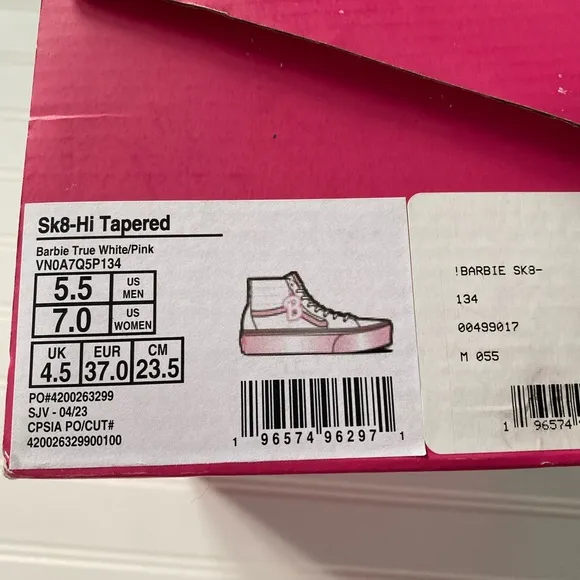 Sk8-Hi Tapered
Barbie True White/Pink
VN0A7Q5P134
5.5 US MEN
7.0 US WOMEN
UK 4.5 EUR 37.0 CM 23.5
PO#4200263299
SJV - 04/23
CPSIA PO/CUT#
420026329900100
B
1 96574 96297 1
!BARBIE SK8-
134
00499017
M 055
1 96574